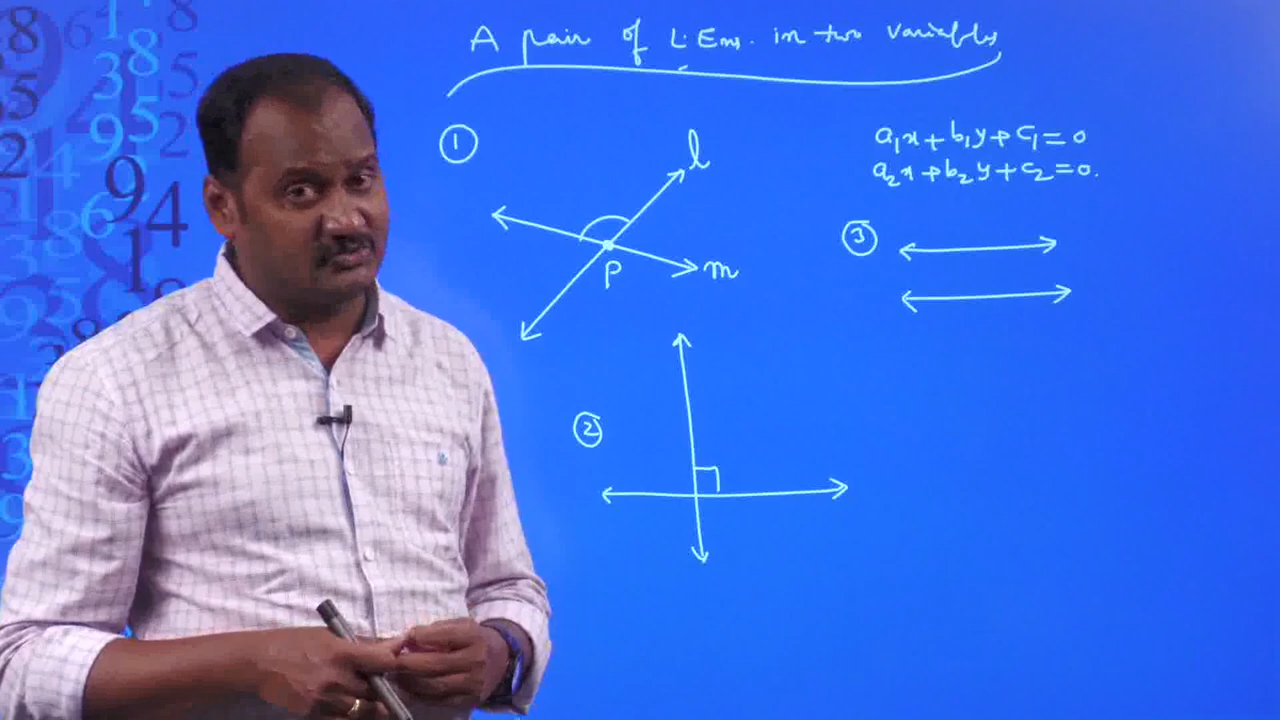 A pair of L.Eqns. in two variables
①
l
a₁x + b₁y + c₁ = 0
a₂x + b₂y + c₂ = 0.
③
P
m
②